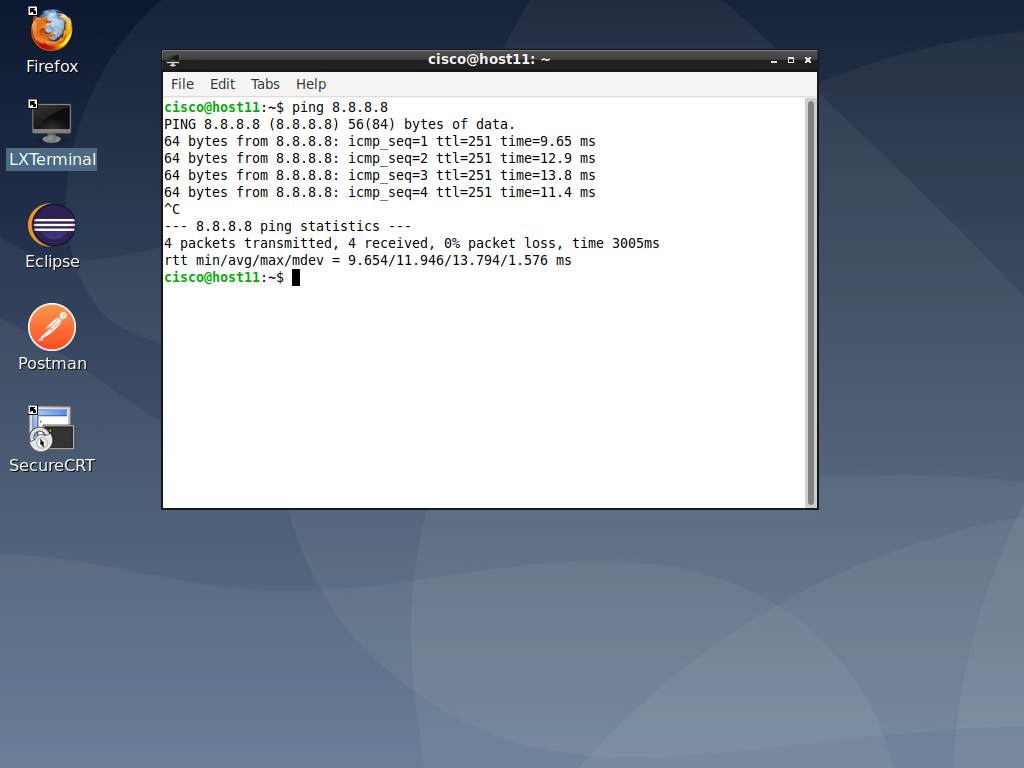 Firefox
LXTerminal
Eclipse
Postman
SecureCRT
cisco@host11: ~
File Edit Tabs Help
cisco@host11:~$ ping 8.8.8.8
PING 8.8.8.8 (8.8.8.8) 56(84) bytes of data.
64 bytes from 8.8.8.8: icmp_seq=1 ttl=251 time=9.65 ms
64 bytes from 8.8.8.8: icmp_seq=2 ttl=251 time=12.9 ms
64 bytes from 8.8.8.8: icmp_seq=3 ttl=251 time=13.8 ms
64 bytes from 8.8.8.8: icmp_seq=4 ttl=251 time=11.4 ms
^C
--- 8.8.8.8 ping statistics ---
4 packets transmitted, 4 received, 0% packet loss, time 3005ms
rtt min/avg/max/mdev = 9.654/11.946/13.794/1.576 ms
cisco@host11:~$